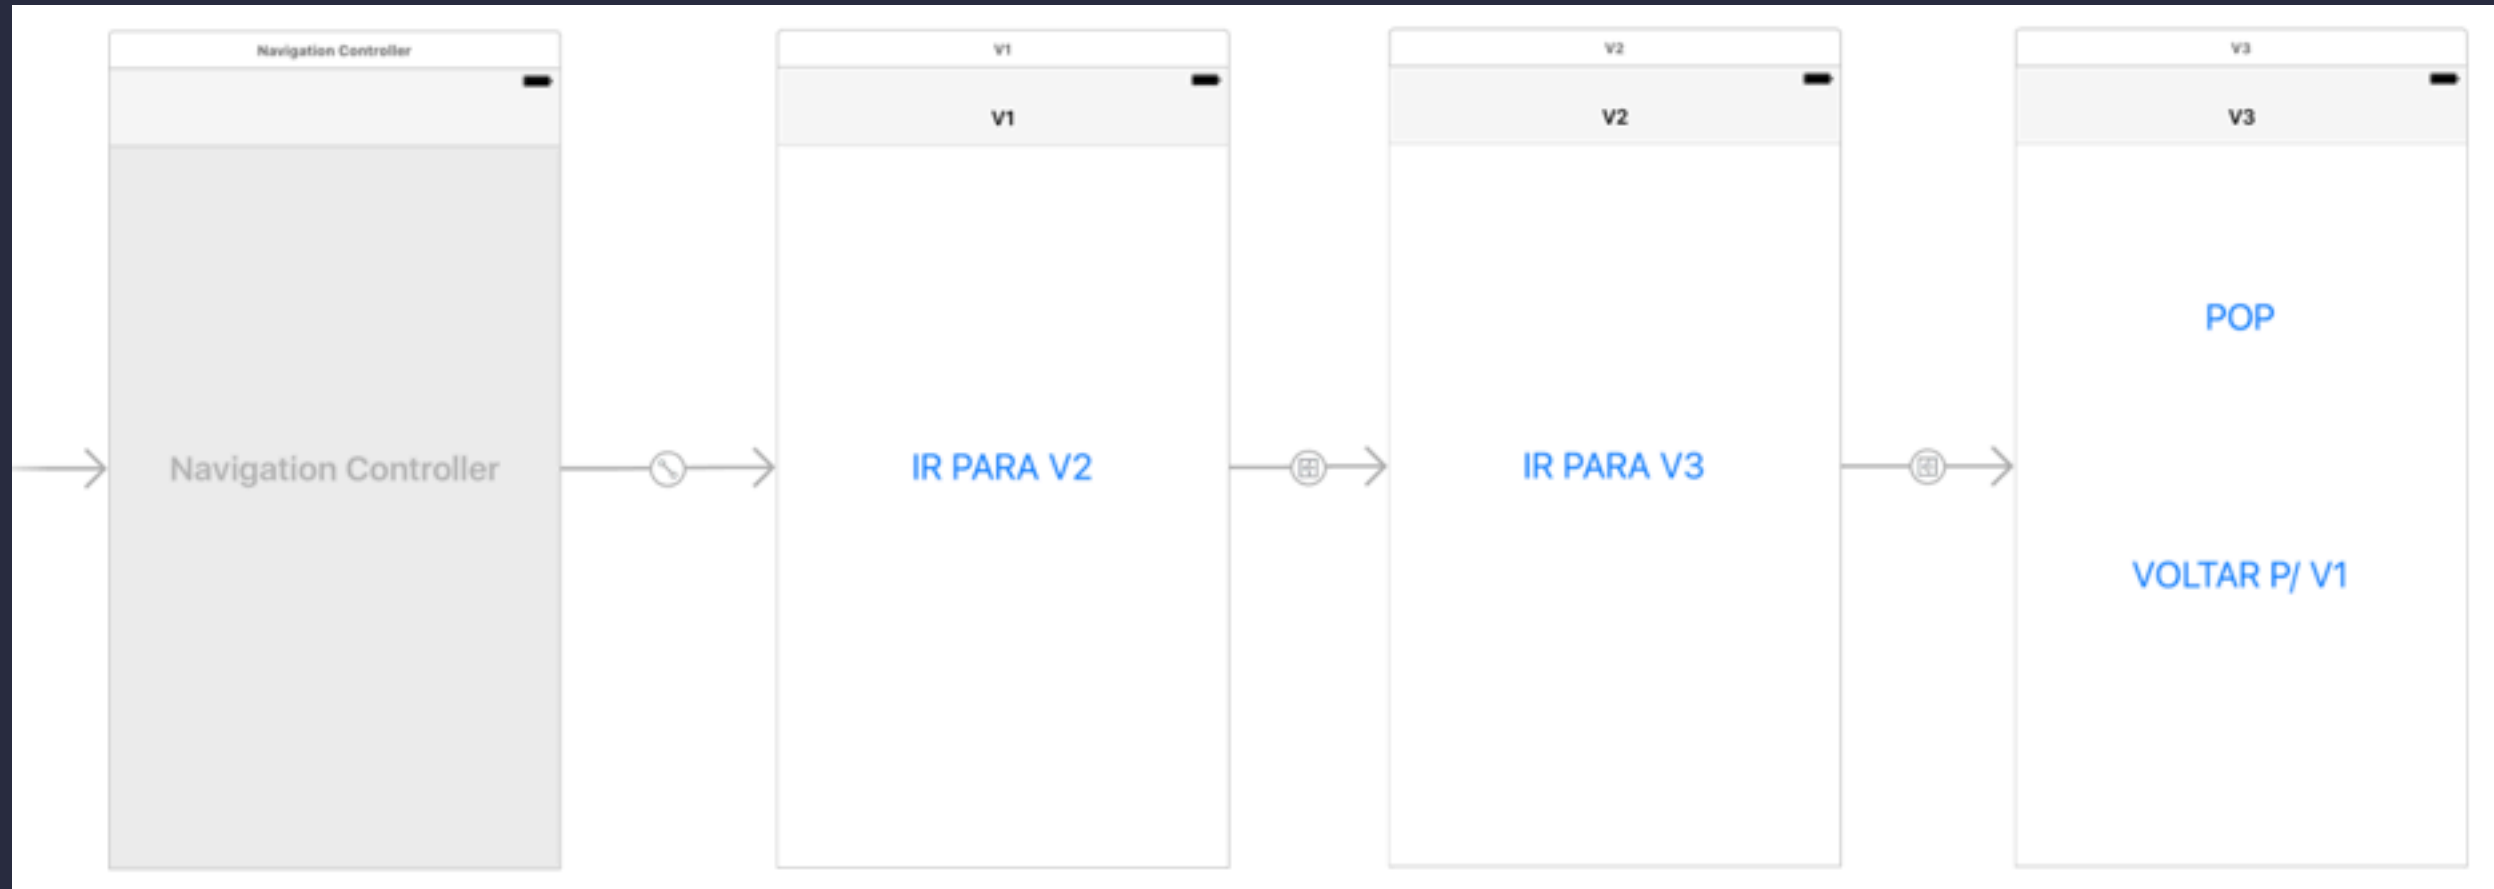 Navigation Controller
Navigation Controller
V1
V1
IR PARA V2
V2
V2
IR PARA V3
V3
V3
POP
VOLTAR P/ V1